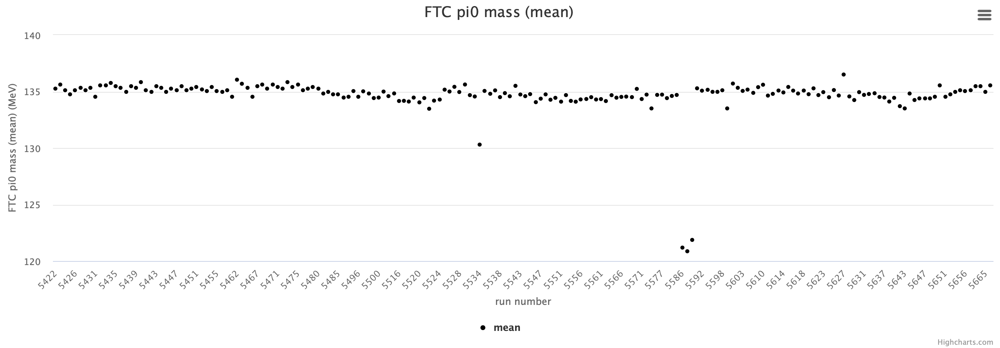 FTC pi0 mass (mean)
FTC pi0 mass (mean) (MeV)
140
135
130
125
120
5422 5426 5431 5435 5439 5443 5447 5451 5455 5462 5467 5471 5475 5480 5485 5496 5500 5516 5520 5524 5528 5534 5538 5543 5547 5551 5556 5561 5566 5571 5577 5586 5592 5598 5603 5610 5614 5618 5623 5627 5631 5637 5643 5647 5651 5656 5665
run number
mean
Highcharts.com